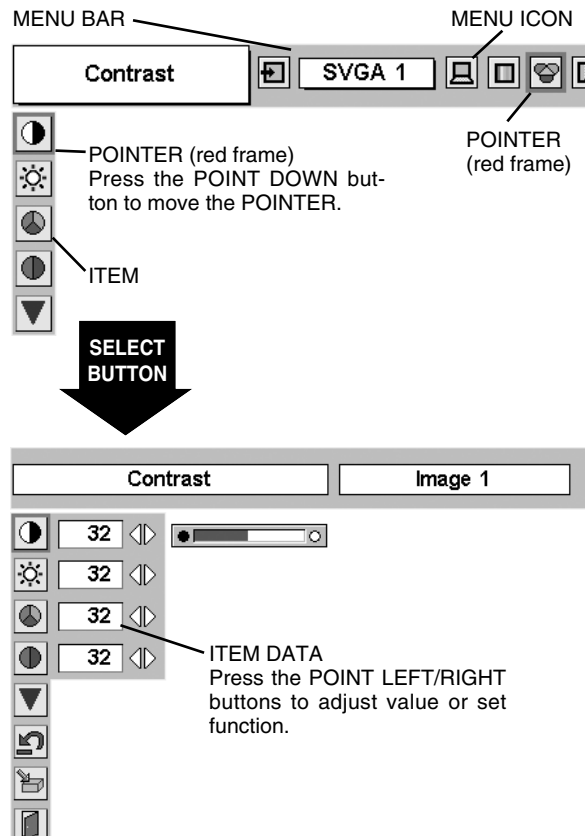 MENU BAR
MENU ICON
Contrast
SVGA 1
POINTER
(red frame)
POINTER (red frame)
Press the POINT DOWN but-
ton to move the POINTER.
ITEM
SELECT
BUTTON
Contrast
Image 1
32
32
32
32
ITEM DATA
Press the POINT LEFT/RIGHT
buttons to adjust value or set
function.